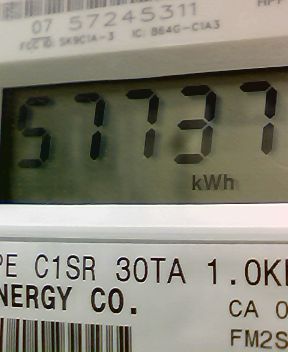 07 57245311
FCC ID: SK9C1A-3 IC: 864G-C1A3
57737
kWh
PE C1SR 30TA 1.0K
NERGY CO.
CA 0
FM2S